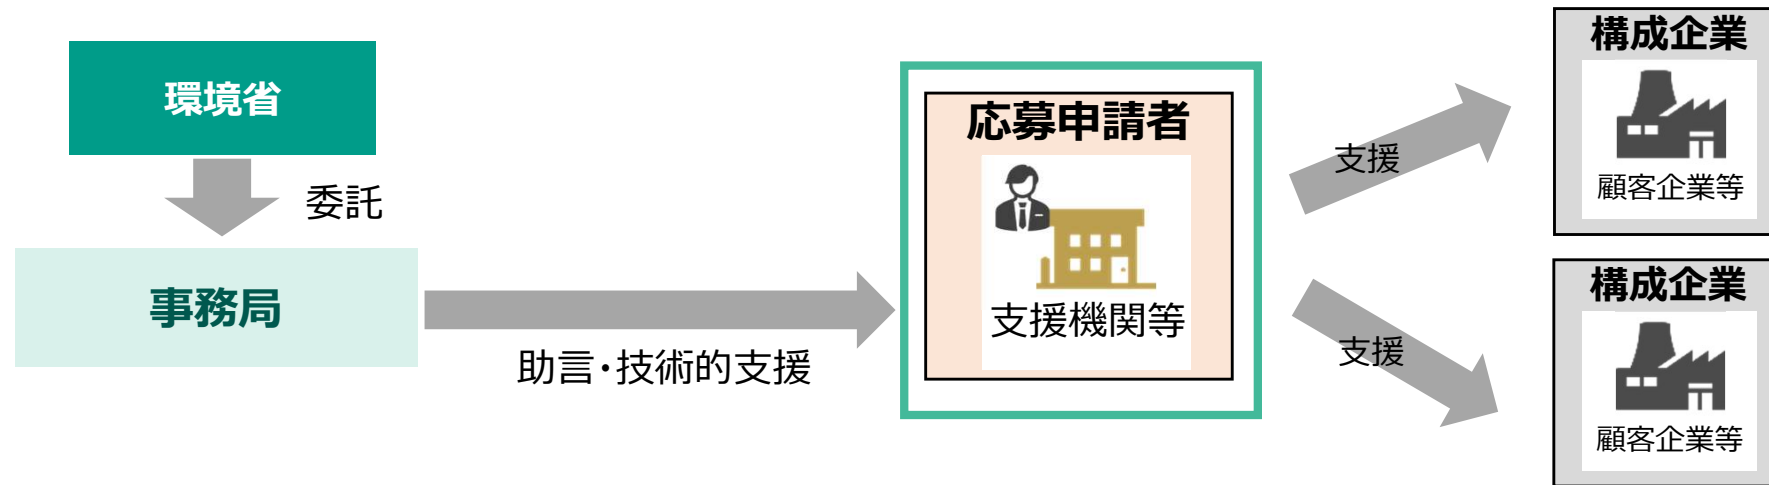 環境省
委託
事務局
助言・技術的支援
応募申請者
支援機関等
支援
支援
構成企業
顧客企業等
構成企業
顧客企業等